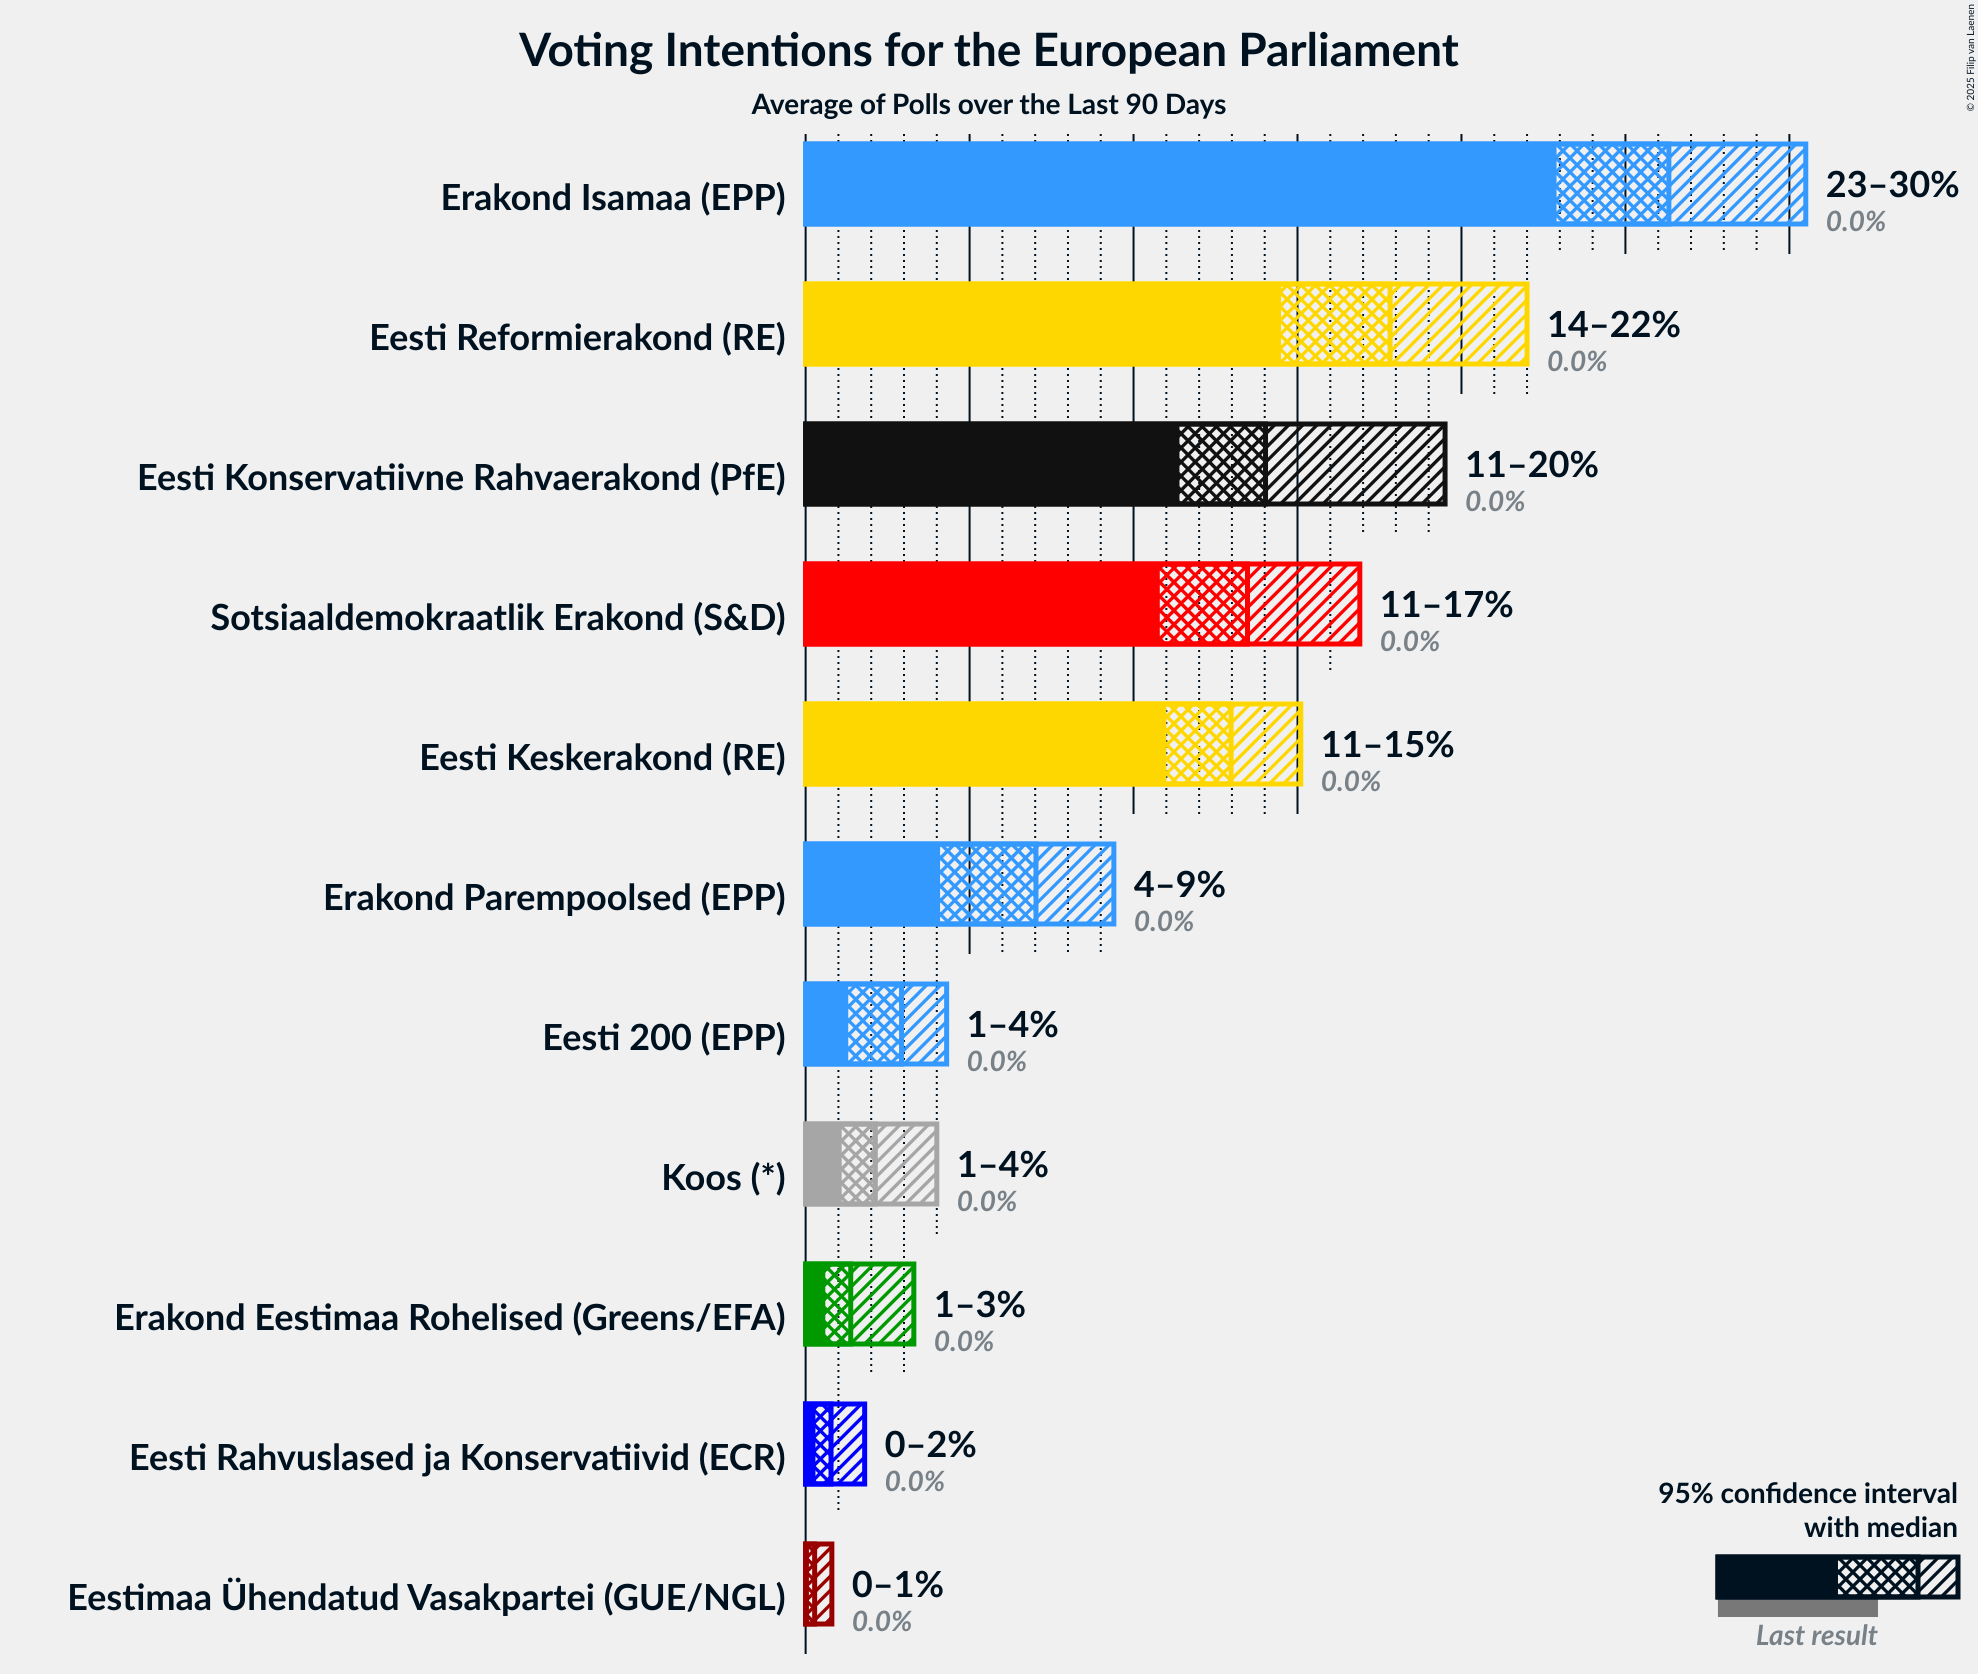 Voting Intentions for the European Parliament
Average of Polls over the Last 90 Days
© 2025 Filip van Laenen
Erakond Isamaa (EPP)
23–30%
0.0%
Eesti Reformierakond (RE)
14–22%
0.0%
Eesti Konservatiivne Rahvaerakond (PfE)
11–20%
0.0%
Sotsiaaldemokraatlik Erakond (S&D)
11–17%
0.0%
Eesti Keskerakond (RE)
11–15%
0.0%
Erakond Parempoolsed (EPP)
4–9%
0.0%
Eesti 200 (EPP)
1–4%
0.0%
Koos (*)
1–4%
0.0%
Erakond Eestimaa Rohelised (Greens/EFA)
1–3%
0.0%
Eesti Rahvuslased ja Konservatiivid (ECR)
0–2%
0.0%
Eestimaa Ühendatud Vasakpartei (GUE/NGL)
0–1%
0.0%
95% confidence interval
with median
Last result